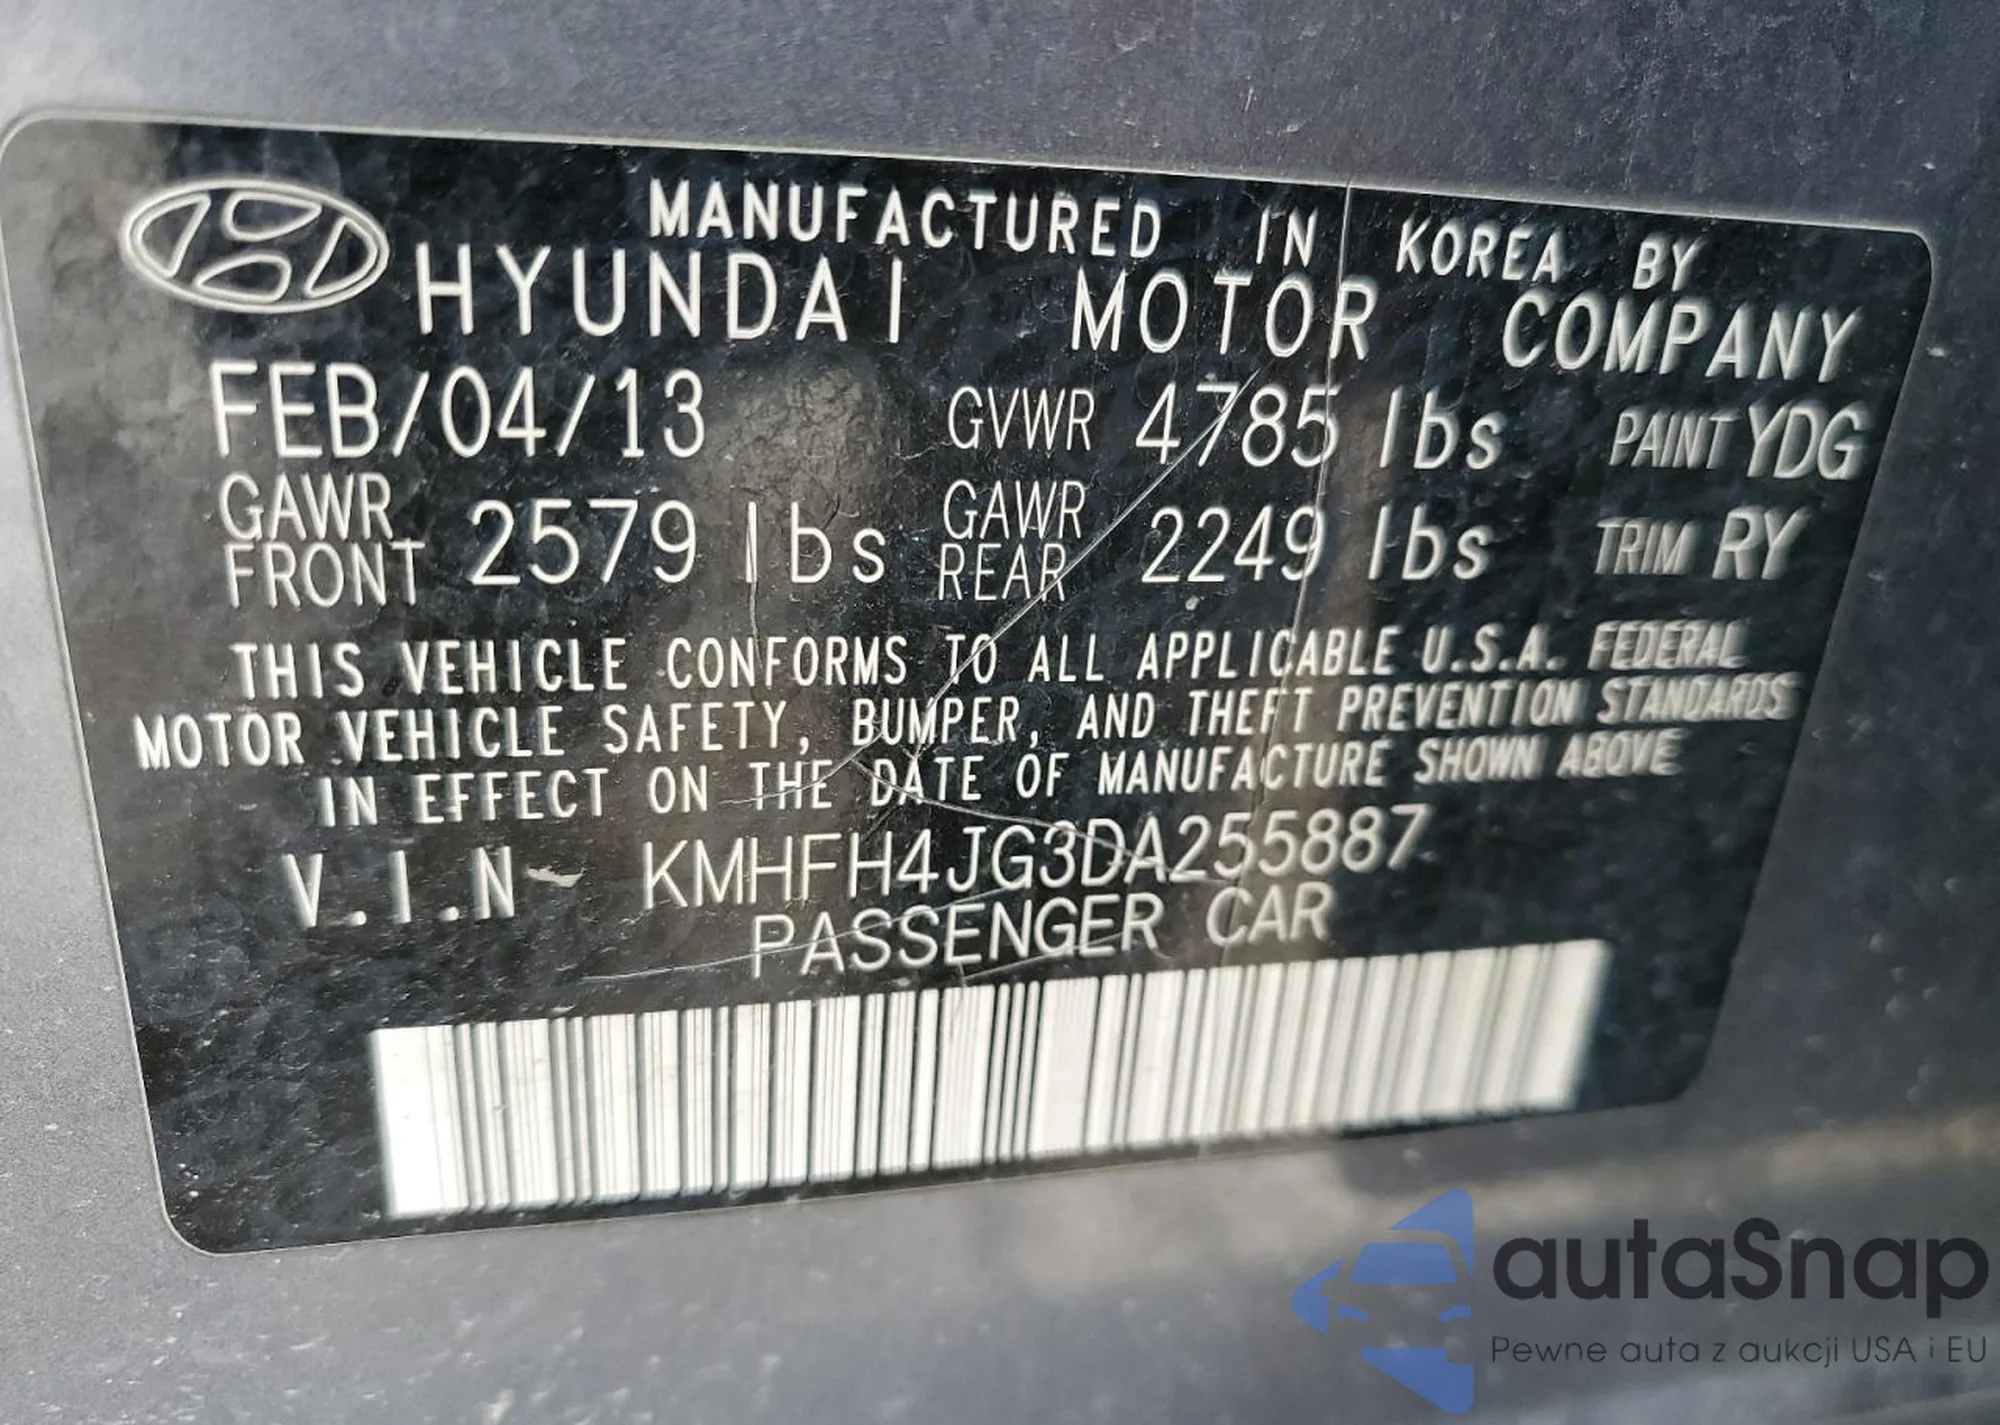 MANUFACTURED IN KOREA BY
HYUNDAI MOTOR COMPANY
FEB/04/13 GVWR 4785 lbs PAINT YDG
GAWR FRONT 2579 lbs GAWR REAR 2249 lbs TRIM RY
THIS VEHICLE CONFORMS TO ALL APPLICABLE U.S.A. FEDERAL
MOTOR VEHICLE SAFETY, BUMPER, AND THEFT PREVENTION STANDARDS
IN EFFECT ON THE DATE OF MANUFACTURE SHOWN ABOVE
V.I.N KMHFH4JG3DA255887
PASSENGER CAR
autaSnap
Pewne auta z aukcji USA i EU